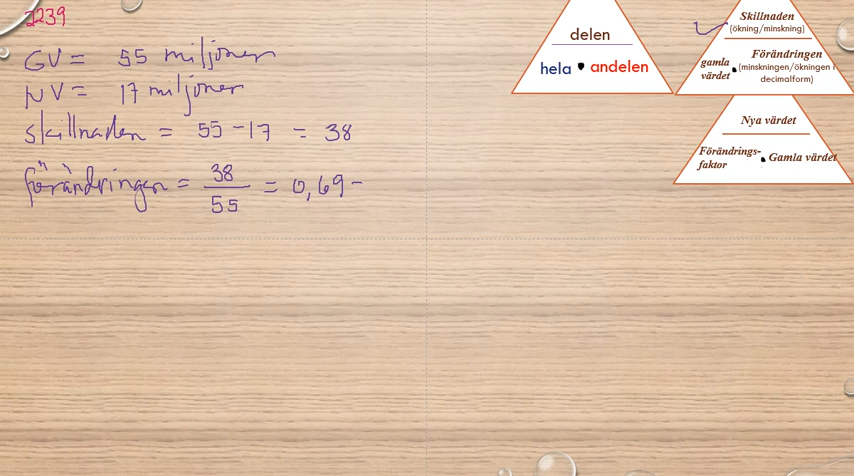 2239
GV = 55 miljoner
NV = 17 miljoner
skillnaden = 55 - 17 = 38
förändringen = 38/55 = 0,69 -
delen
hela • andelen
Skillnaden
(ökning/minskning)
gamla värdet • Förändringen
(minskningen/ökningen i
decimalform)
Nya värdet
Förändrings-
faktor • Gamla värdet